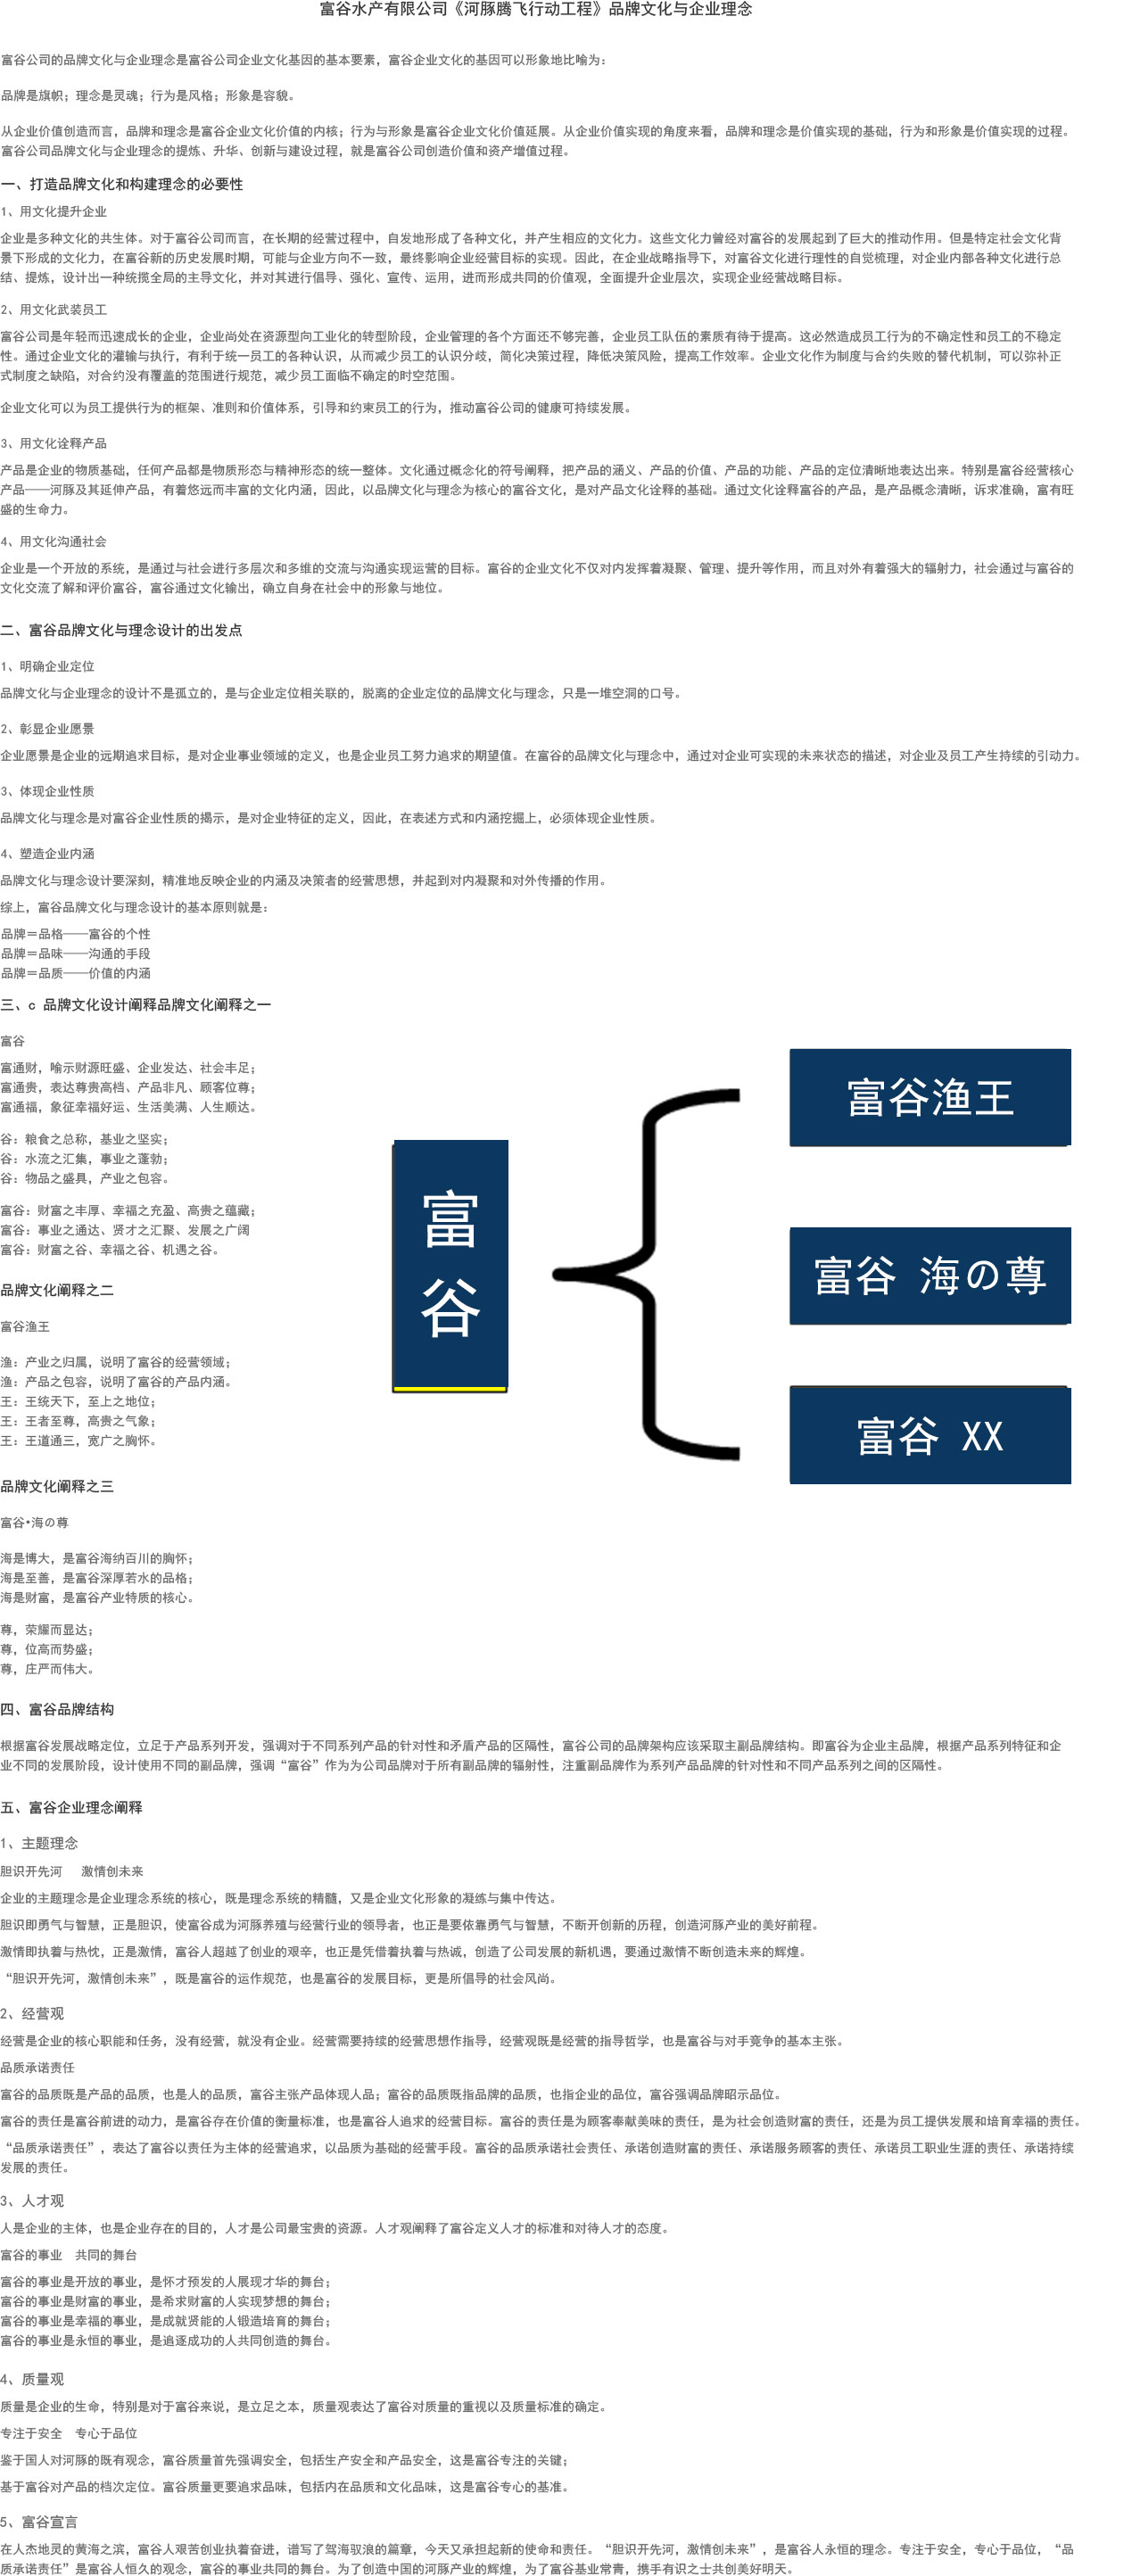 富谷水产有限公司《河豚腾飞行动工程》品牌文化与企业理念
富谷公司的品牌文化与企业理念是富谷公司企业文化基因的基本要素，富谷企业文化的基因可以形象地比喻为：
品牌是旗帜；理念是灵魂；行为是风格；形象是容貌。
从企业价值创造而言，品牌和理念是富谷企业文化价值的内核；行为与形象是富谷企业文化价值延展。从企业价值实现的角度来看，品牌和理念是价值实现的基础，行为和形象是价值实现的过程。
富谷公司品牌文化与企业理念的提炼、升华、创新与建设过程，就是富谷公司创造价值和资产增值过程。
一、打造品牌文化和构建理念的必要性
1、用文化提升企业
企业是多种文化的共生体。对于富谷公司而言，在长期的经营过程中，自发地形成了各种文化，并产生相应的文化力。这些文化力曾经对富谷的发展起到了巨大的推动作用。但是特定社会文化背
景下形成的文化力，在富谷新的历史发展时期，可能与企业方向不一致，最终影响企业经营目标的实现。因此，在企业战略指导下，对富谷文化进行理性的自觉梳理，对企业内部各种文化进行总
结、提炼，设计出一种统揽全局的主导文化，并对其进行倡导、强化、宣传、运用，进而形成共同的价值观，全面提升企业层次，实现企业经营战略目标。
2、用文化武装员工
富谷公司是年轻而迅速成长的企业，企业尚处在资源型向工业化的转型阶段，企业管理的各个方面还不够完善，企业员工队伍的素质有待于提高。这必然造成员工行为的不确定性和员工的不稳定
性。通过企业文化的灌输与执行，有利于统一员工的各种认识，从而减少员工的认识分歧，简化决策过程，降低决策风险，提高工作效率。企业文化作为制度与合约失败的替代机制，可以弥补正
式制度之缺陷，对合约没有覆盖的范围进行规范，减少员工面临不确定的时空范围。
企业文化可以为员工提供行为的框架、准则和价值体系，引导和约束员工的行为，推动富谷公司的健康可持续发展。
3、用文化诠释产品
产品是企业的物质基础，任何产品都是物质形态与精神形态的统一整体。文化通过概念化的符号阐释，把产品的涵义、产品的价值、产品的功能、产品的定位清晰地表达出来。特别是富谷经营核心
产品——河豚及其延伸产品，有着悠远而丰富的文化内涵，因此，以品牌文化与理念为核心的富谷文化，是对产品文化诠释的基础。通过文化诠释富谷的产品，是产品概念清晰，诉求准确，富有旺
盛的生命力。
4、用文化沟通社会
企业是一个开放的系统，是通过与社会进行多层次和多维的交流与沟通实现运营的目标。富谷的企业文化不仅对内发挥着凝聚、管理、提升等作用，而且对外有着强大的辐射力，社会通过与富谷的
文化交流了解和评价富谷，富谷通过文化输出，确立自身在社会中的形象与地位。
二、富谷品牌文化与理念设计的出发点
1、明确企业定位
品牌文化与企业理念的设计不是孤立的，是与企业定位相关联的，脱离的企业定位的品牌文化与理念，只是一堆空洞的口号。
2、彰显企业愿景
企业愿景是企业的远期追求目标，是对企业事业领域的定义，也是企业员工努力追求的期望值。在富谷的品牌文化与理念中，通过对企业可实现的未来状态的描述，对企业及员工产生持续的引动力。
3、体现企业性质
品牌文化与理念是对富谷企业性质的揭示，是对企业特征的定义，因此，在表述方式和内涵挖掘上，必须体现企业性质。
4、塑造企业内涵
品牌文化与理念设计要深刻，精准地反映企业的内涵及决策者的经营思想，并起到对内凝聚和对外传播的作用。
综上，富谷品牌文化与理念设计的基本原则就是：
品牌＝品格——富谷的个性
品牌＝品味——沟通的手段
品牌＝品质——价值的内涵
三、c 品牌文化设计阐释品牌文化阐释之一
富谷
富通财，喻示财源旺盛、企业发达、社会丰足；
富通贵，表达尊贵高档、产品非凡、顾客位尊；
富通福，象征幸福好运、生活美满、人生顺达。
谷：粮食之总称，基业之坚实；
谷：水流之汇集，事业之蓬勃；
谷：物品之盛具，产业之包容。
富谷：财富之丰厚、幸福之充盈、高贵之蕴藏；
富谷：事业之通达、贤才之汇聚、发展之广阔
富谷：财富之谷、幸福之谷、机遇之谷。
富
谷
富谷渔王
富谷 海の尊
富谷 XX
品牌文化阐释之二
富谷渔王
渔：产业之归属，说明了富谷的经营领域；
渔：产品之包容，说明了富谷的产品内涵。
王：王统天下，至上之地位；
王：王者至尊，高贵之气象；
王：王道通三，宽广之胸怀。
品牌文化阐释之三
富谷•海の尊
海是博大，是富谷海纳百川的胸怀；
海是至善，是富谷深厚若水的品格；
海是财富，是富谷产业特质的核心。
尊，荣耀而显达；
尊，位高而势盛；
尊，庄严而伟大。
四、富谷品牌结构
根据富谷发展战略定位，立足于产品系列开发，强调对于不同系列产品的针对性和矛盾产品的区隔性，富谷公司的品牌架构应该采取主副品牌结构。即富谷为企业主品牌，根据产品系列特征和企
业不同的发展阶段，设计使用不同的副品牌，强调“富谷”作为为公司品牌对于所有副品牌的辐射性，注重副品牌作为系列产品品牌的针对性和不同产品系列之间的区隔性。
五、富谷企业理念阐释
1、主题理念
胆识开先河　激情创未来
企业的主题理念是企业理念系统的核心，既是理念系统的精髓，又是企业文化形象的凝练与集中传达。
胆识即勇气与智慧，正是胆识，使富谷成为河豚养殖与经营行业的领导者，也正是要依靠勇气与智慧，不断开创新的历程，创造河豚产业的美好前程。
激情即执着与热忱，正是激情，富谷人超越了创业的艰辛，也正是凭借着执着与热诚，创造了公司发展的新机遇，要通过激情不断创造未来的辉煌。
“胆识开先河，激情创未来”，既是富谷的运作规范，也是富谷的发展目标，更是所倡导的社会风尚。
2、经营观
经营是企业的核心职能和任务，没有经营，就没有企业。经营需要持续的经营思想作指导，经营观既是经营的指导哲学，也是富谷与对手竞争的基本主张。
品质承诺责任
富谷的品质既是产品的品质，也是人的品质，富谷主张产品体现人品；富谷的品质既指品牌的品质，也指企业的品位，富谷强调品牌昭示品位。
富谷的责任是富谷前进的动力，是富谷存在价值的衡量标准，也是富谷人追求的经营目标。富谷的责任是为顾客奉献美味的责任，是为社会创造财富的责任，还是为员工提供发展和培育幸福的责任。
“品质承诺责任”，表达了富谷以责任为主体的经营追求，以品质为基础的经营手段。富谷的品质承诺社会责任、承诺创造财富的责任、承诺服务顾客的责任、承诺员工职业生涯的责任、承诺持续
发展的责任。
3、人才观
人是企业的主体，也是企业存在的目的，人才是公司最宝贵的资源。人才观阐释了富谷定义人才的标准和对待人才的态度。
富谷的事业　共同的舞台
富谷的事业是开放的事业，是怀才预发的人展现才华的舞台；
富谷的事业是财富的事业，是希求财富的人实现梦想的舞台；
富谷的事业是幸福的事业，是成就贤能的人锻造培育的舞台；
富谷的事业是永恒的事业，是追逐成功的人共同创造的舞台。
4、质量观
质量是企业的生命，特别是对于富谷来说，是立足之本，质量观表达了富谷对质量的重视以及质量标准的确定。
专注于安全　专心于品位
鉴于国人对河豚的既有观念，富谷质量首先强调安全，包括生产安全和产品安全，这是富谷专注的关键；
基于富谷对产品的档次定位。富谷质量更要追求品味，包括内在品质和文化品味，这是富谷专心的基准。
5、富谷宣言
在人杰地灵的黄海之滨，富谷人艰苦创业执着奋进，谱写了驾海驭浪的篇章，今天又承担起新的使命和责任。“胆识开先河，激情创未来”，是富谷人永恒的理念。专注于安全，专心于品位，“品
质承诺责任”是富谷人恒久的观念，富谷的事业共同的舞台。为了创造中国的河豚产业的辉煌，为了富谷基业常青，携手有识之士共创美好明天。